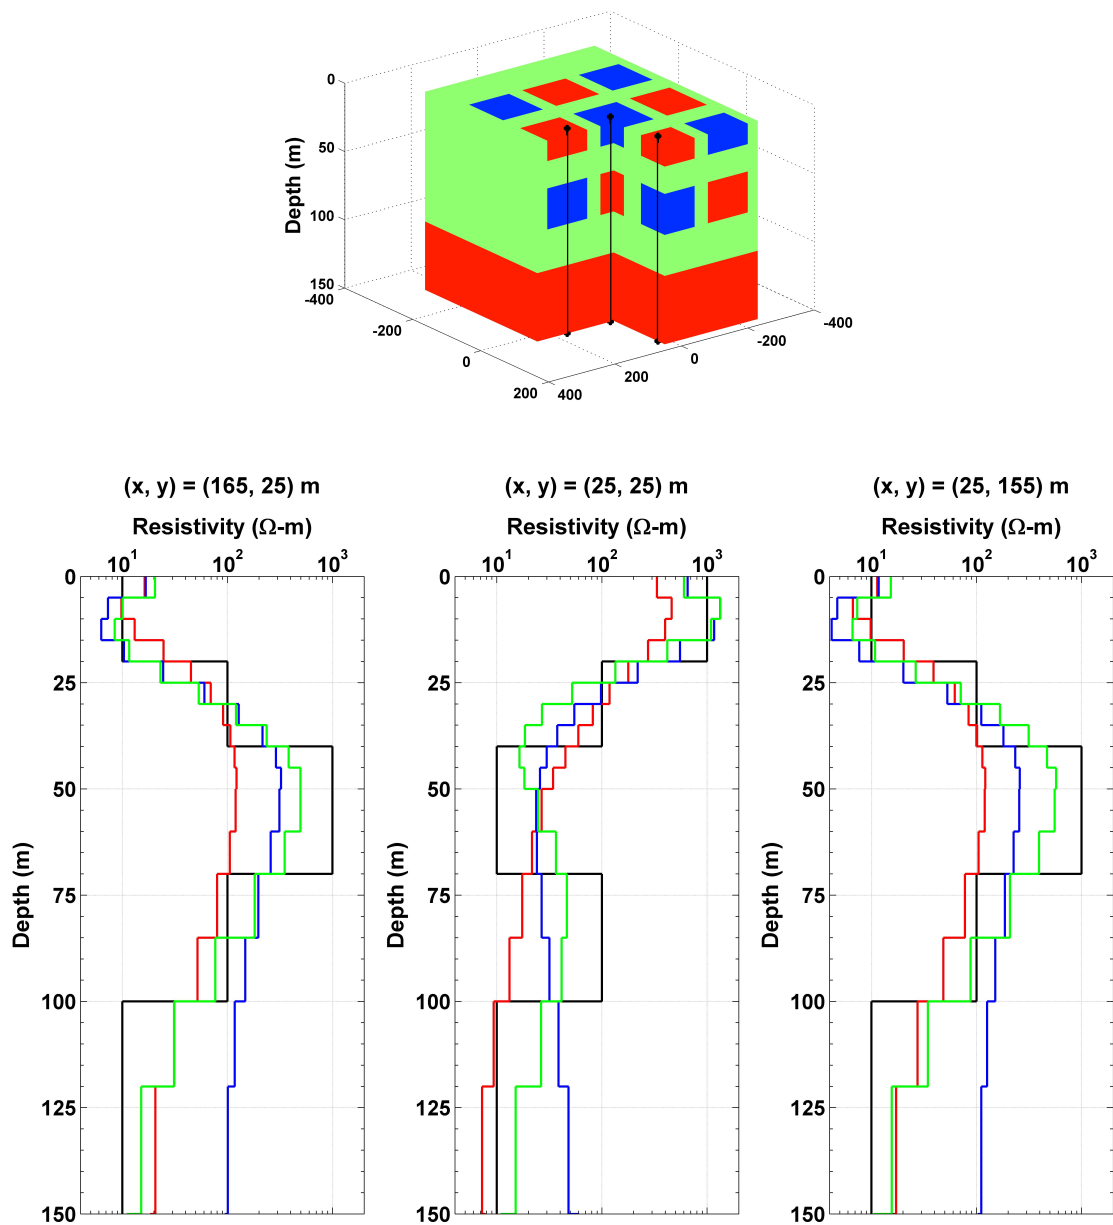 0
50
100
150
Depth (m)
-400
-200
0
200
400
200
0
-200
-400
(x, y) = (165, 25) m
(x, y) = (25, 25) m
(x, y) = (25, 155) m
Resistivity (Ω-m)
Resistivity (Ω-m)
Resistivity (Ω-m)
10¹ 10² 10³
10¹ 10² 10³
10¹ 10² 10³
0
25
50
75
100
125
150
Depth (m)
0
25
50
75
100
125
150
Depth (m)
0
25
50
75
100
125
150
Depth (m)